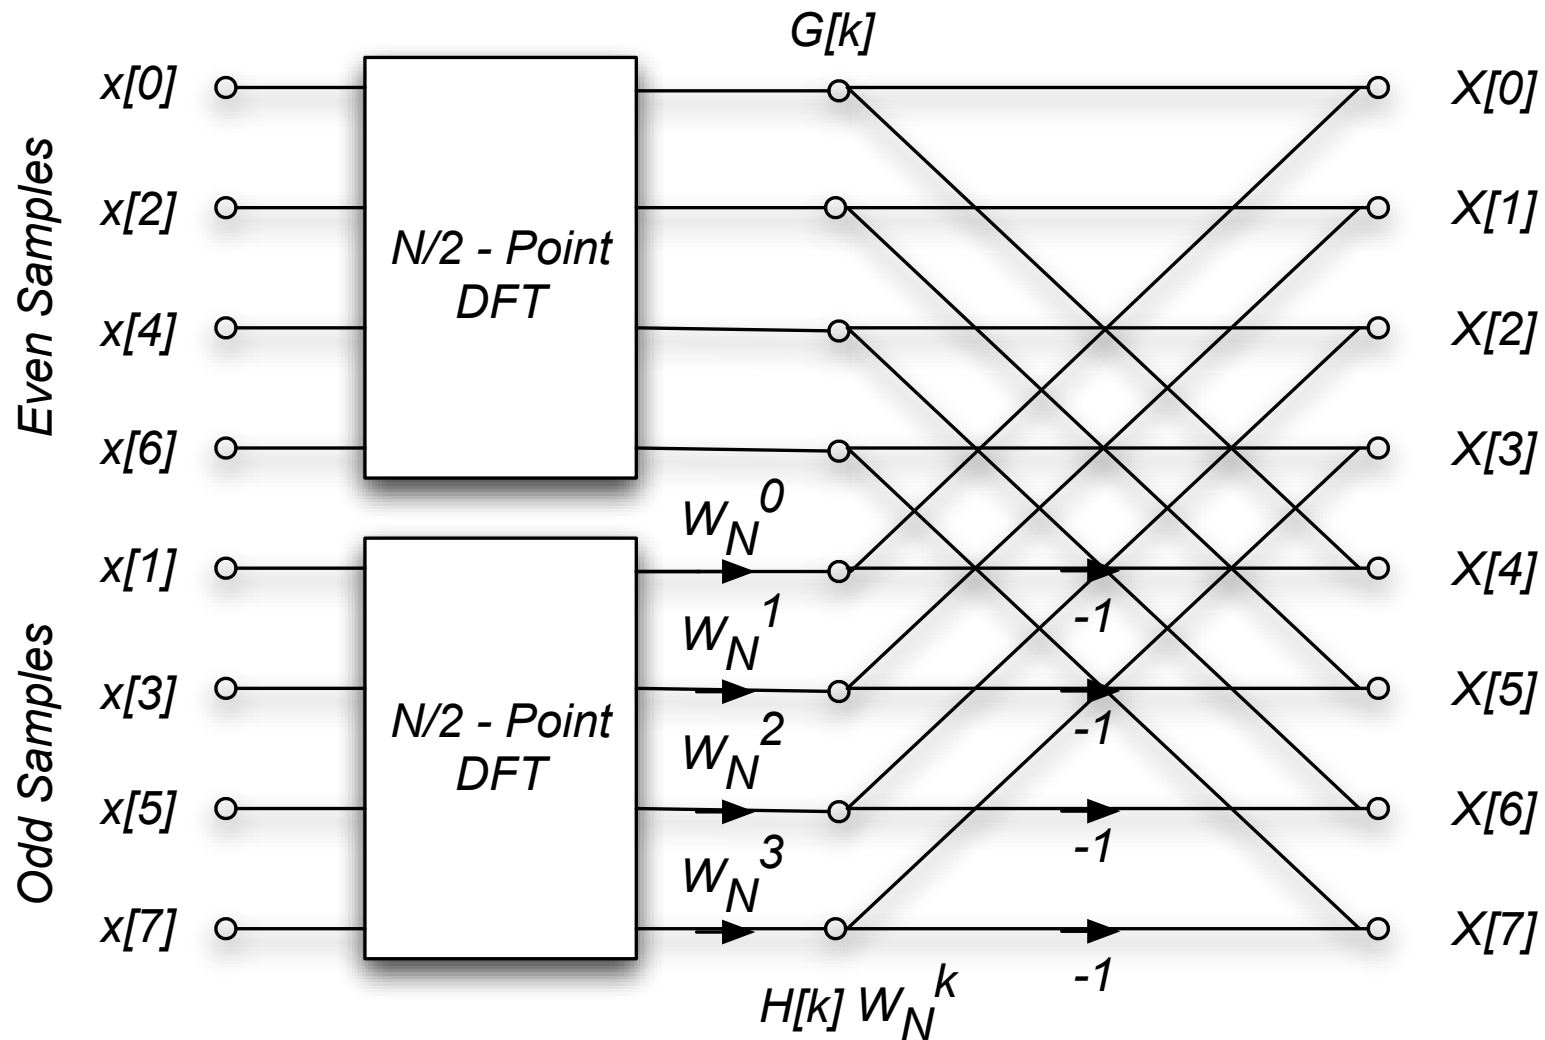 G[k]
x[0]
X[0]
x[2]
X[1]
N/2 - Point
DFT
x[4]
X[2]
x[6]
X[3]
Even Samples
W_N^0
x[1]
X[4]
-1
W_N^1
x[3]
X[5]
-1
N/2 - Point
DFT
W_N^2
x[5]
X[6]
-1
W_N^3
x[7]
X[7]
-1
Odd Samples
H[k] W_N^k